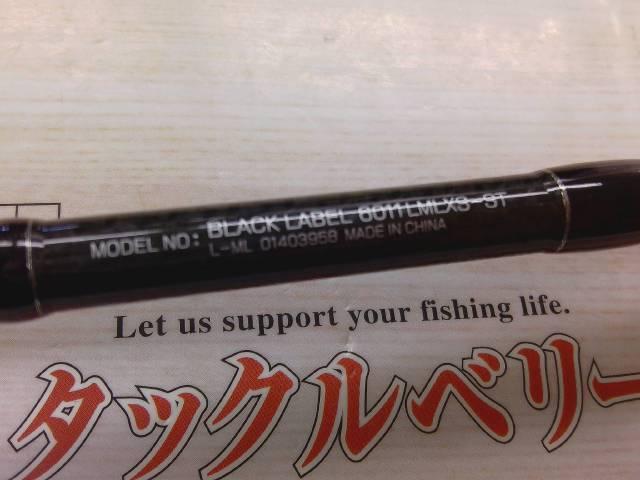 MODEL NO: BLACK LABEL 6011LMLXS-ST
L-ML 01403958 MADE IN CHINA
Let us support your fishing life.
タックルベリー